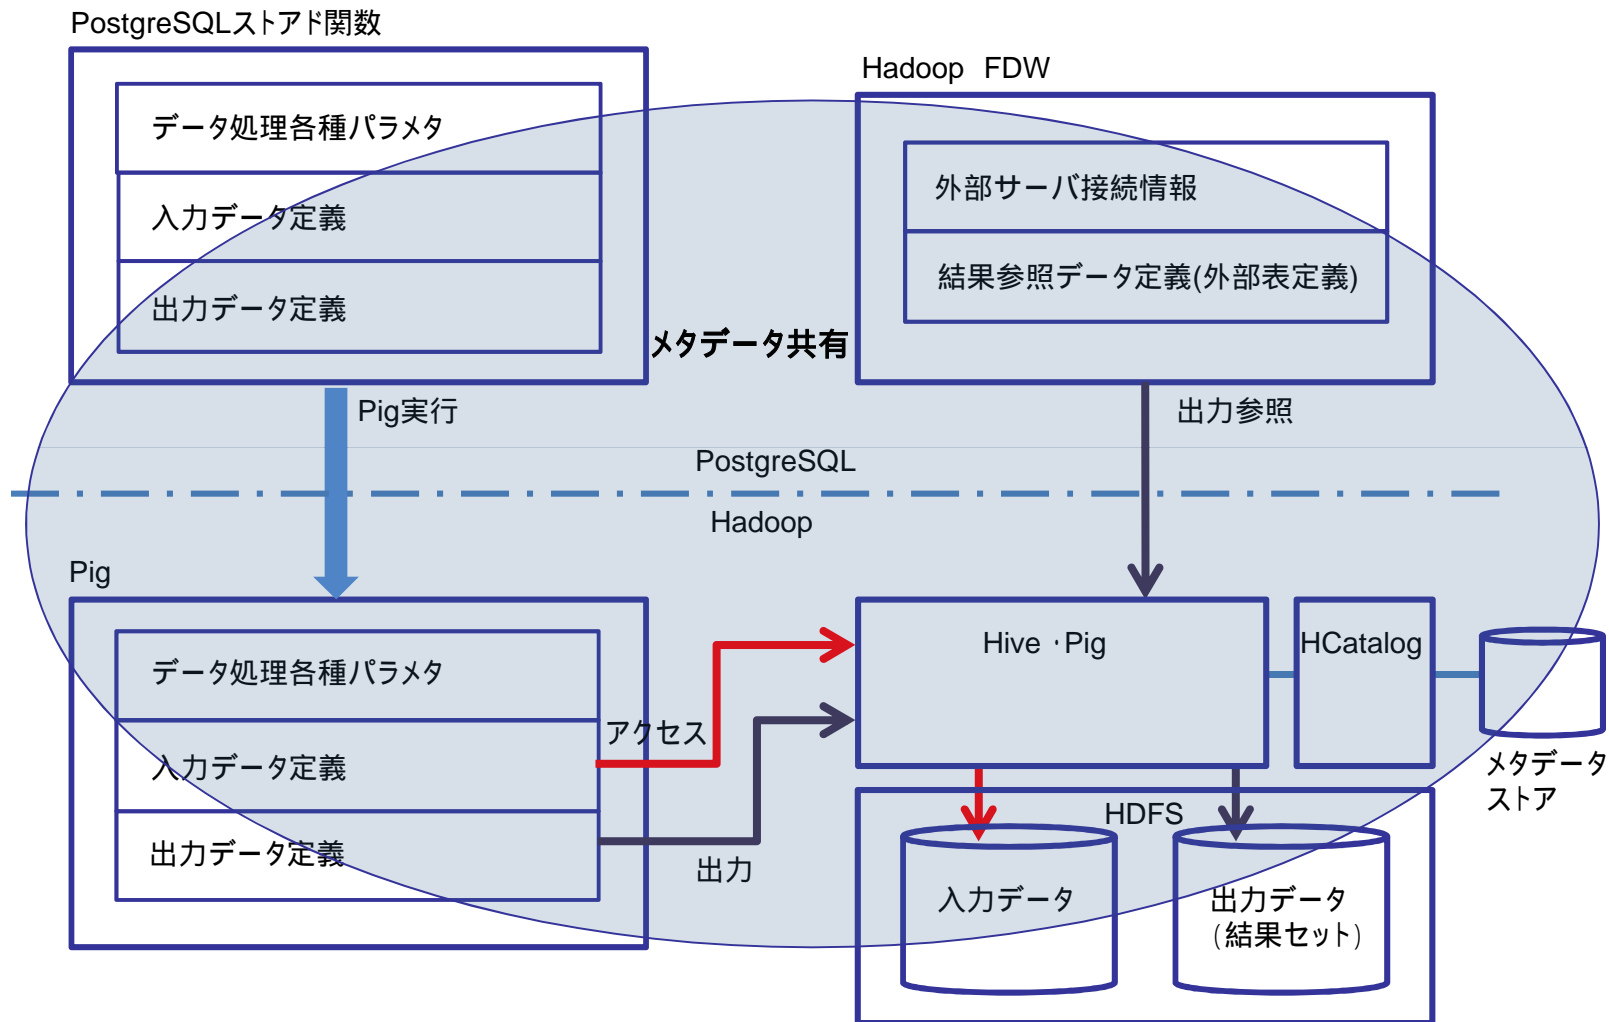 PostgreSQLストアド関数
データ処理各種パラメタ
入力データ定義
出力データ定義
Hadoop FDW
外部サーバ接続情報
結果参照データ定義(外部表定義)
メタデータ共有
Pig実行
出力参照
PostgreSQL
Hadoop
Pig
データ処理各種パラメタ
入力データ定義
出力データ定義
アクセス
出力
Hive・Pig
HCatalog
メタデータ
ストア
HDFS
入力データ
出力データ
(結果セット)